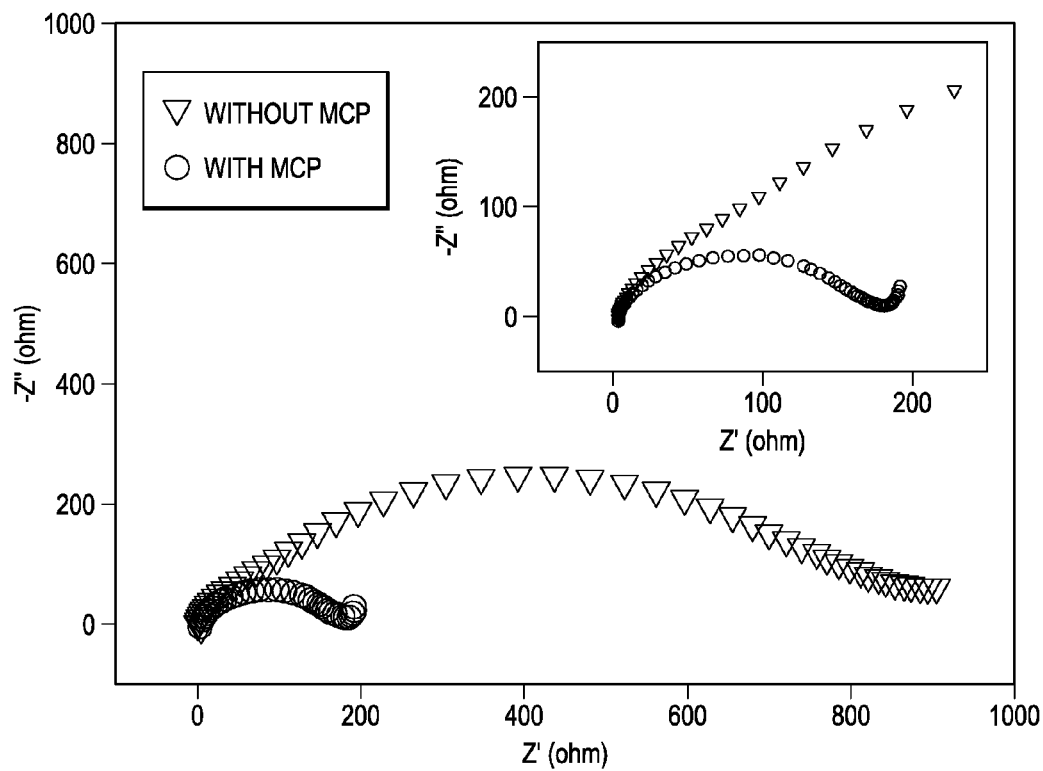 1000
800
600
400
200
0
-Z" (ohm)
WITHOUT MCP
WITH MCP
200
100
0
-Z" (ohm)
0 100 200
Z' (ohm)
0 200 400 600 800 1000
Z' (ohm)